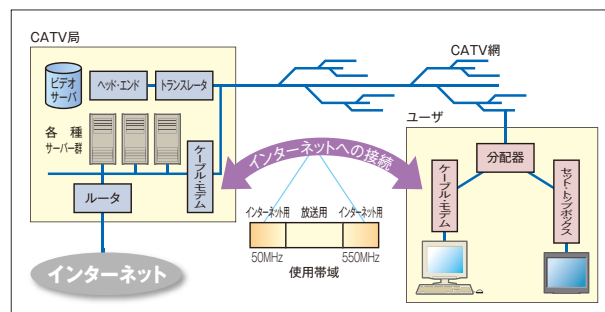 CATV局
ビデオ
サーバ
ヘッド・エンド
トランスレータ
各種
サーバー群
ケーブル・モデム
ルータ
インターネット
CATV網
インターネットへの接続
インターネット用
放送用
インターネット用
50MHz
550MHz
使用帯域
ユーザ
分配器
ケーブル・モデム
セット・トップボックス